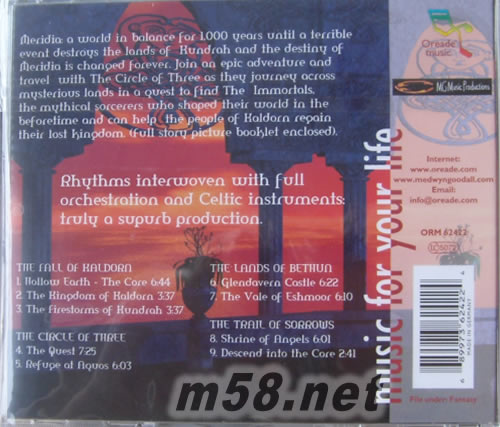 Meridia: a world in balance for 1,000 years until a terrible
event destroys the lands of Hundrah and the destiny of
Meridia is changed forever. Join an epic adventure and
travel with The Circle of Three as they journey across
mysterious lands in a quest to find The Immortals,
the mythical sorcerers who shaped their world in the
beforetime and can help the people of Kaldorn regain
their lost kingdom. (Full story picture booklet enclosed).
Rhythms interwoven with full
orchestration and Celtic instruments:
truly a superb production.
THE FALL OF KALDORN
1. Hollow Earth - The Core 6:44
2. The Kingdom of Kaldorn 3:37
3. The Firestorms of Hundrah 3:37
THE CIRCLE OF THREE
4. The Quest 7:25
5. Refuge at Aquos 6:03
THE LANDS OF BETHUN
6. Glendavern Castle 6:22
7. The Vale of Eshmoor 6:10
THE TRAIL OF SORROWS
8. Shrine of Angels 6:01
9. Descend into the Core 2:41
music for your life
Oreade
music
MG Music Productions
Internet:
www.oreade.com
www.medwyngoodall.com
Email:
info@oreade.com
ORM 62422
MADE IN GERMANY
6 89973 62422 4
File under: Fantasy
m58.net